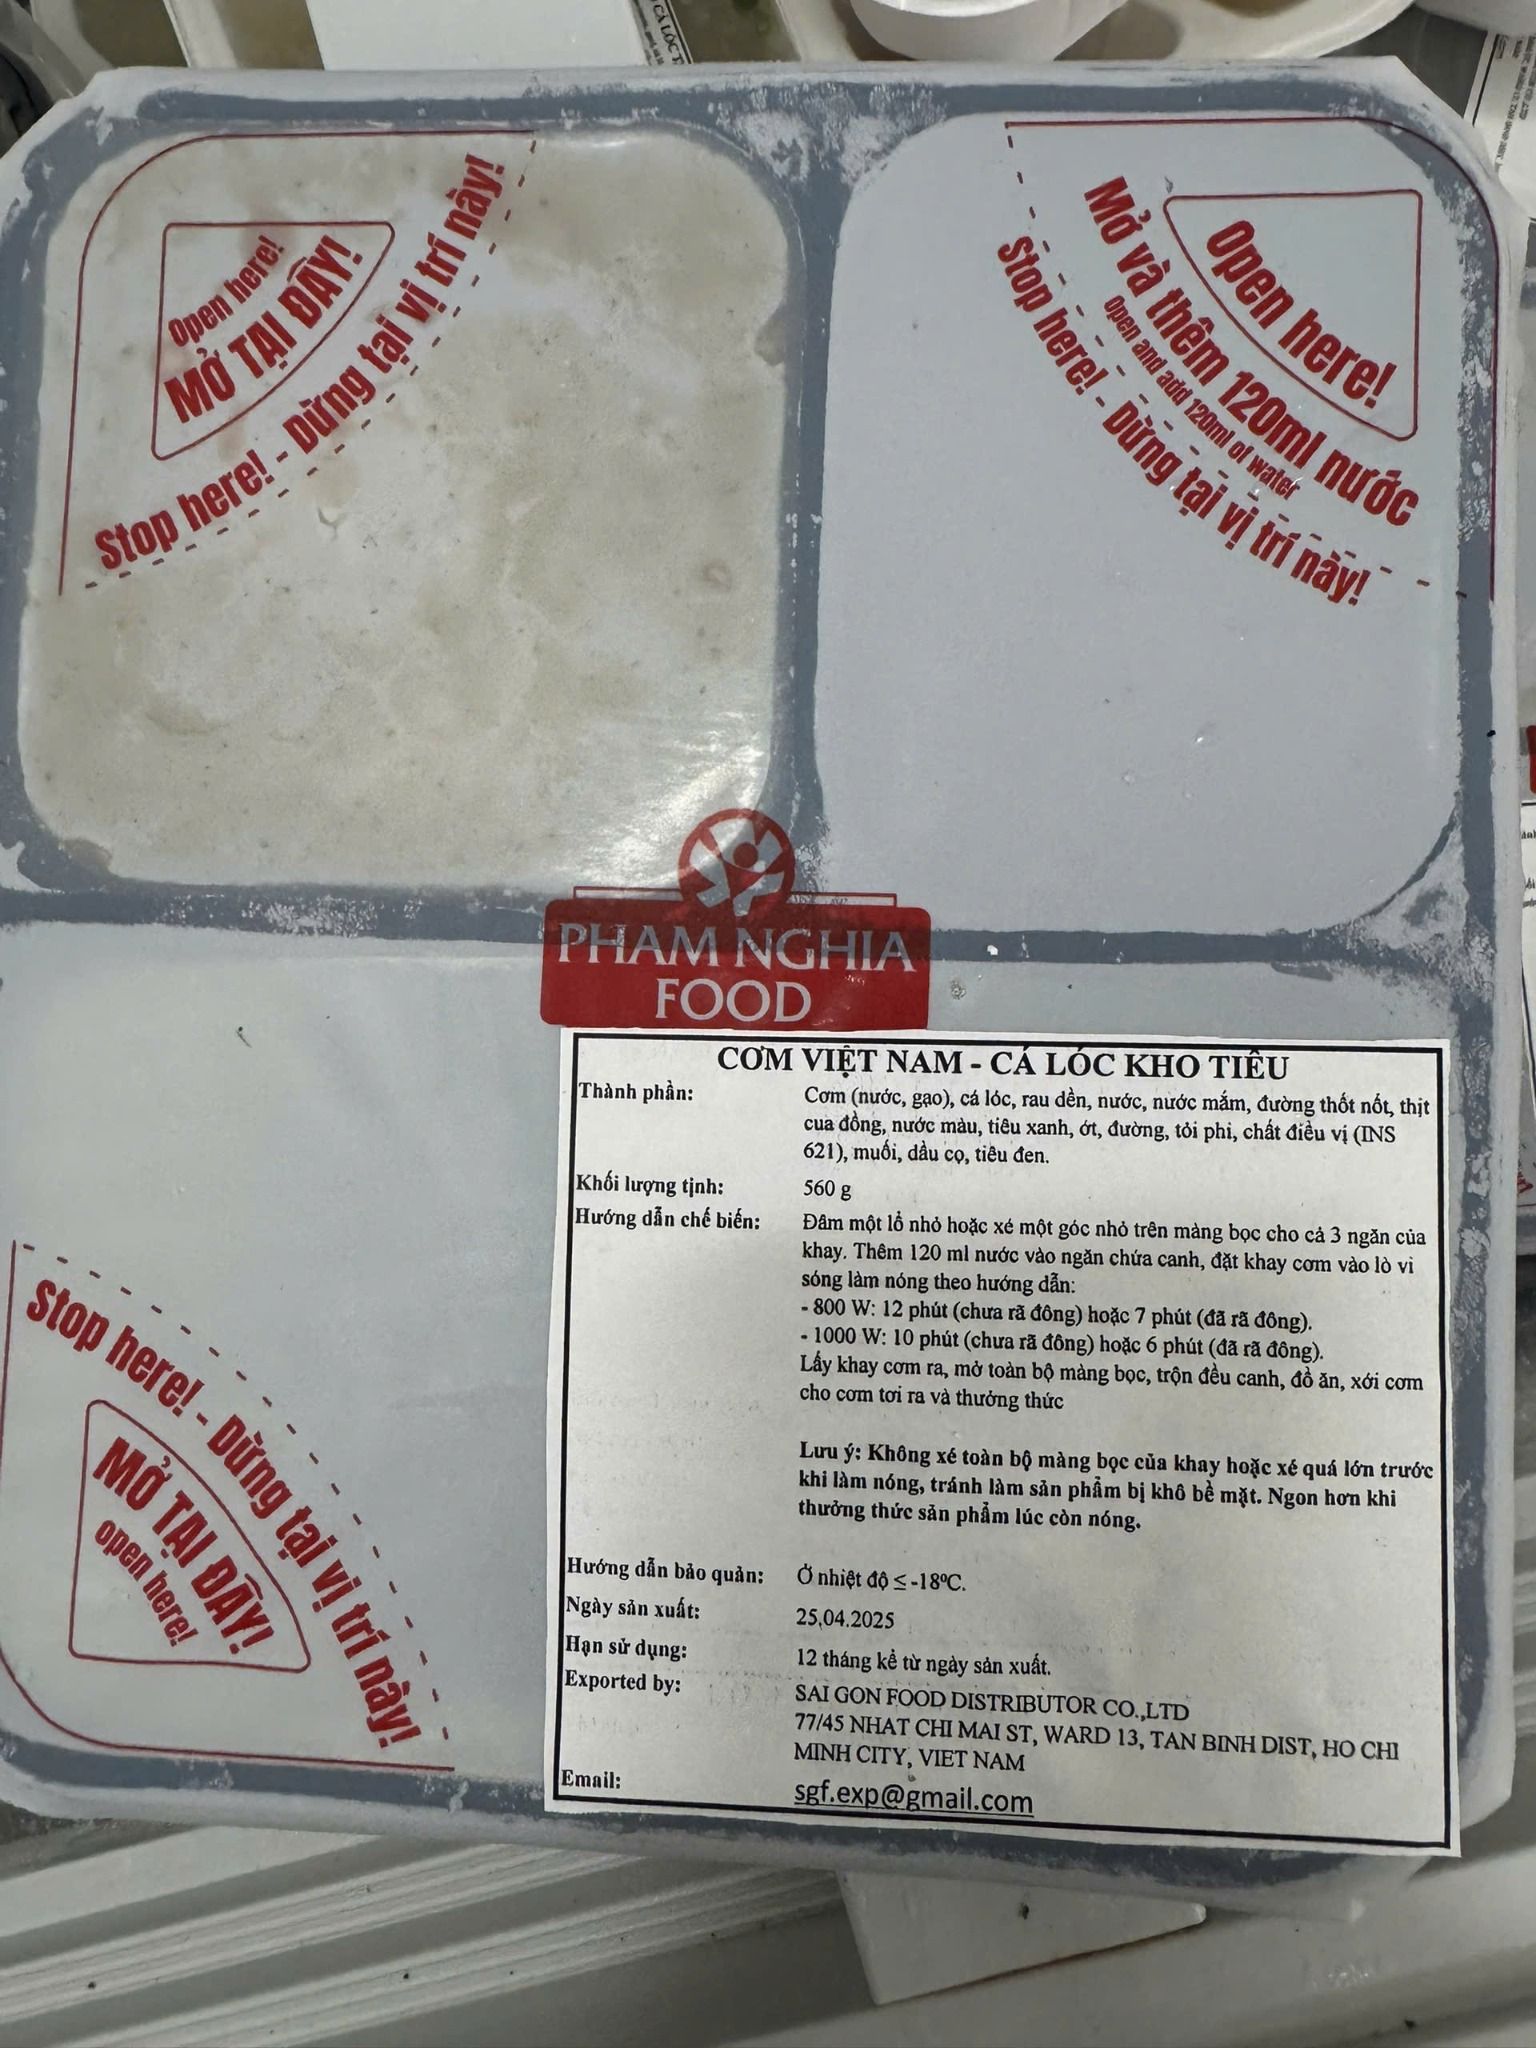 Open here!
MỞ TẠI ĐÂY!
Stop here! - Dừng tại vị trí này!
Open here!
Mở và thêm 120ml nước
Open and add 120ml of water
Stop here! - Dừng tại vị trí này!
PHAM NGHIA
FOOD
CƠM VIỆT NAM - CÁ LÓC KHO TIÊU
Thành phần: Cơm (nước, gạo), cá lóc, rau dền, nước, nước mắm, đường thốt nốt, thịt
cua đồng, nước màu, tiêu xanh, ớt, đường, tỏi phi, chất điều vị (INS
621), muối, dầu cọ, tiêu đen.
Khối lượng tịnh: 560 g
Hướng dẫn chế biến: Đâm một lổ nhỏ hoặc xé một góc nhỏ trên màng bọc cho cả 3 ngăn của
khay. Thêm 120 ml nước vào ngăn chứa canh, đặt khay cơm vào lò vi
sóng làm nóng theo hướng dẫn:
- 800 W: 12 phút (chưa rã đông) hoặc 7 phút (đã rã đông).
- 1000 W: 10 phút (chưa rã đông) hoặc 6 phút (đã rã đông).
Lấy khay cơm ra, mở toàn bộ màng bọc, trộn đều canh, đồ ăn, xới cơm
cho cơm tơi ra và thưởng thức
Lưu ý: Không xé toàn bộ màng bọc của khay hoặc xé quá lớn trước
khi làm nóng, tránh làm sản phẩm bị khô bề mặt. Ngon hơn khi
thưởng thức sản phẩm lúc còn nóng.
Hướng dẫn bảo quản: Ở nhiệt độ ≤ -18ºC.
Ngày sản xuất: 25.04.2025
Hạn sử dụng: 12 tháng kể từ ngày sản xuất.
Exported by: SAI GON FOOD DISTRIBUTOR CO.,LTD
77/45 NHAT CHI MAI ST, WARD 13, TAN BINH DIST, HO CHI
MINH CITY, VIET NAM
Email: sgf.exp@gmail.com
Stop here! - Dừng tại vị trí này!
MỞ TẠI ĐÂY!
open here!